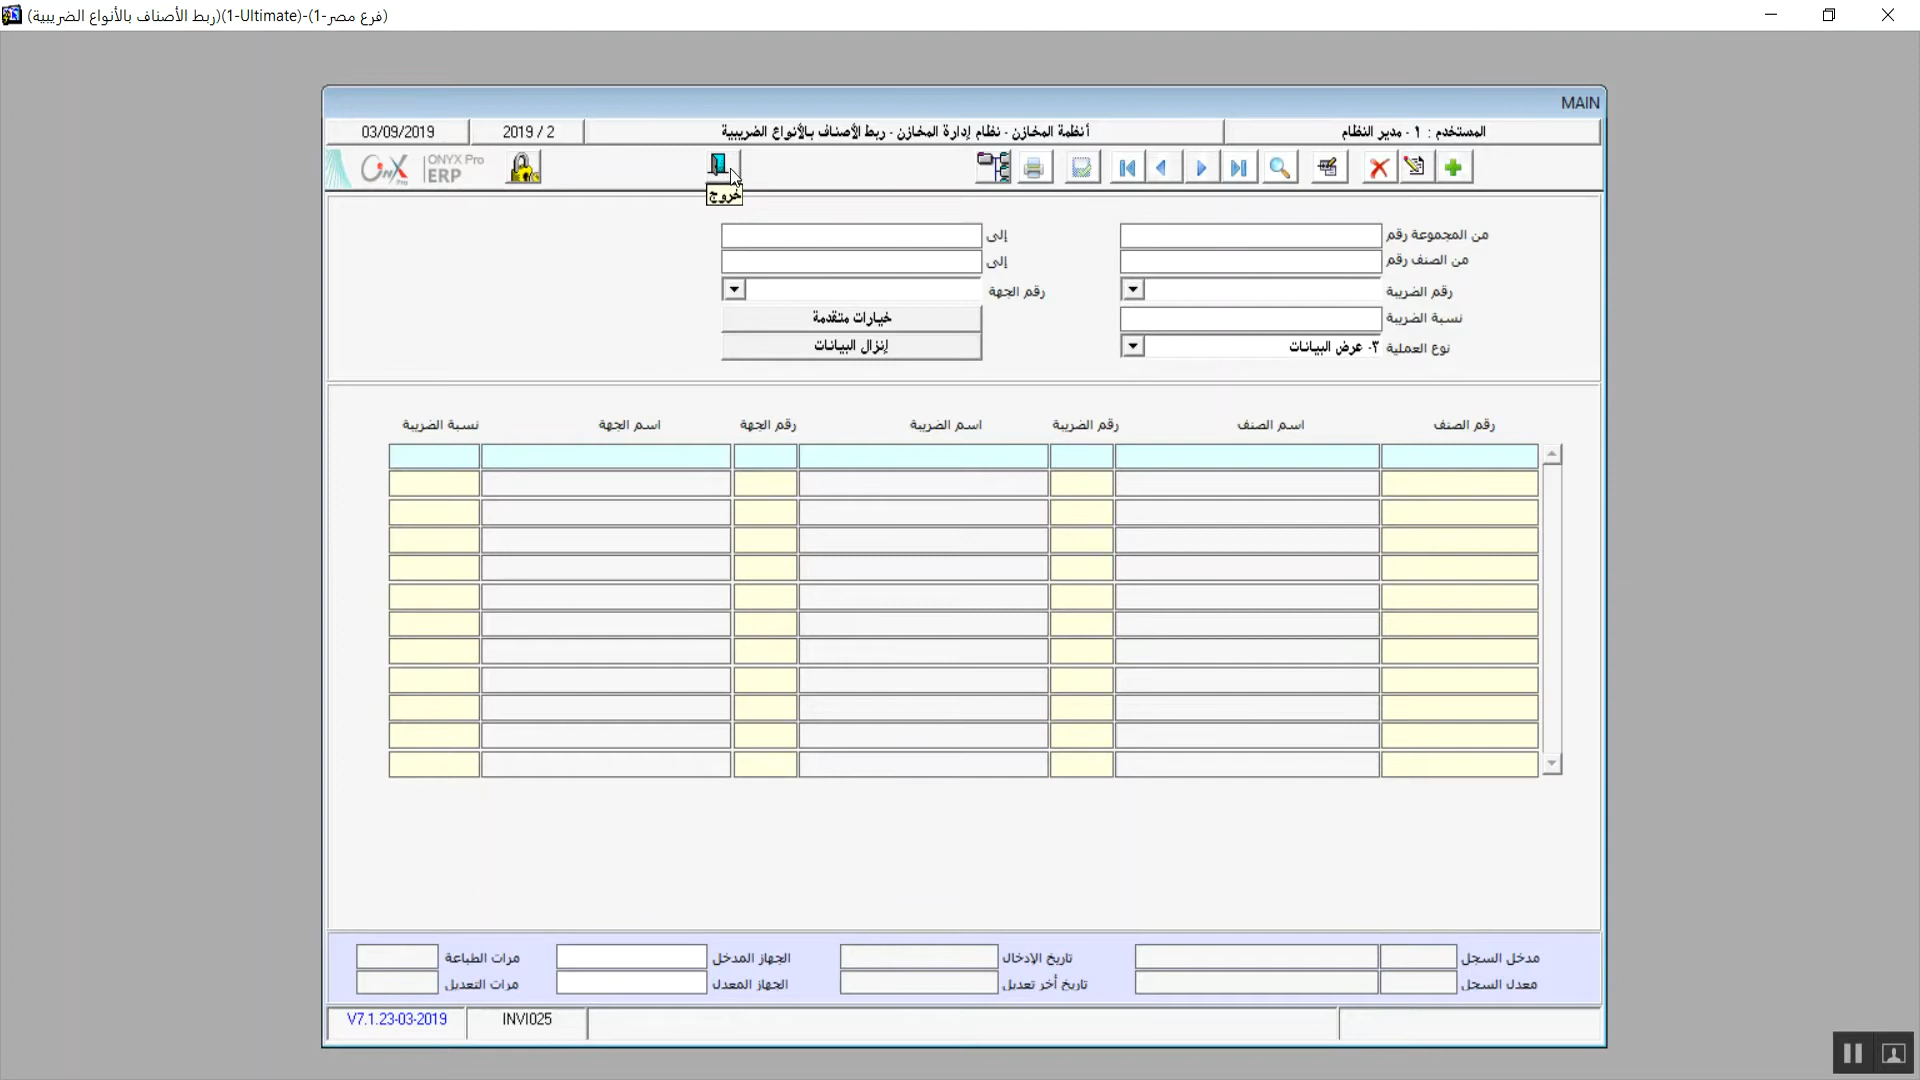 (فرع مصر-1)-(1-Ultimate)(ربط الأصناف بالأنواع الضريبية)
MAIN
المستخدم : ١ - مدير النظام
أنظمة المخازن - نظام إدارة المخازن - ربط الأصناف بالأنواع الضريبية
2019 / 2
03/09/2019
OnyX Pro
ONYX Pro
ERP
خروج
من المجموعة رقم
إلى
من الصنف رقم
إلى
رقم الضريبة
رقم الجهة
نسبة الضريبة
خيارات متقدمة
نوع العملية
٣- عرض البيانات
إنزال البيانات
رقم الصنف
اسم الصنف
رقم الضريبة
اسم الضريبة
رقم الجهة
اسم الجهة
نسبة الضريبة
مدخل السجل
تاريخ الإدخال
الجهاز المدخل
مرات الطباعة
معدل السجل
تاريخ أخر تعديل
الجهاز المعدل
مرات التعديل
V7.1.23-03-2019
INVI025